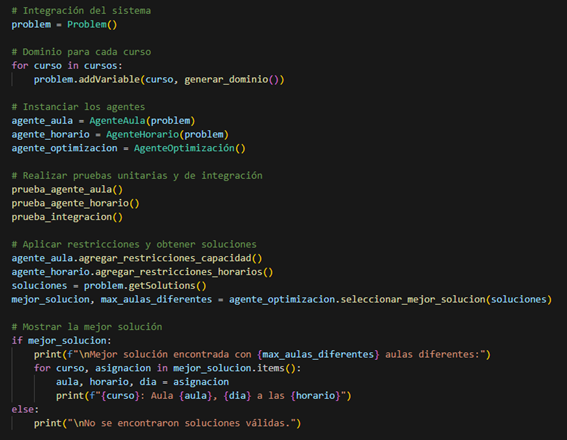 # Integración del sistema
problem = Problem()
# Dominio para cada curso
for curso in cursos:
problem.addVariable(curso, generar_dominio())
# Instanciar los agentes
agente_aula = AgenteAula(problem)
agente_horario = AgenteHorario(problem)
agente_optimizacion = AgenteOptimización()
# Realizar pruebas unitarias y de integración
prueba_agente_aula()
prueba_agente_horario()
prueba_integracion()
# Aplicar restricciones y obtener soluciones
agente_aula.agregar_restricciones_capacidad()
agente_horario.agregar_restricciones_horarios()
soluciones = problem.getSolutions()
mejor_solucion, max_aulas_diferentes = agente_optimizacion.seleccionar_mejor_solucion(soluciones)
# Mostrar la mejor solución
if mejor_solucion:
print(f"\nMejor solución encontrada con {max_aulas_diferentes} aulas diferentes:")
for curso, asignacion in mejor_solucion.items():
aula, horario, dia = asignacion
print(f"{curso}: Aula {aula}, {dia} a las {horario}")
else:
print("\nNo se encontraron soluciones válidas.")